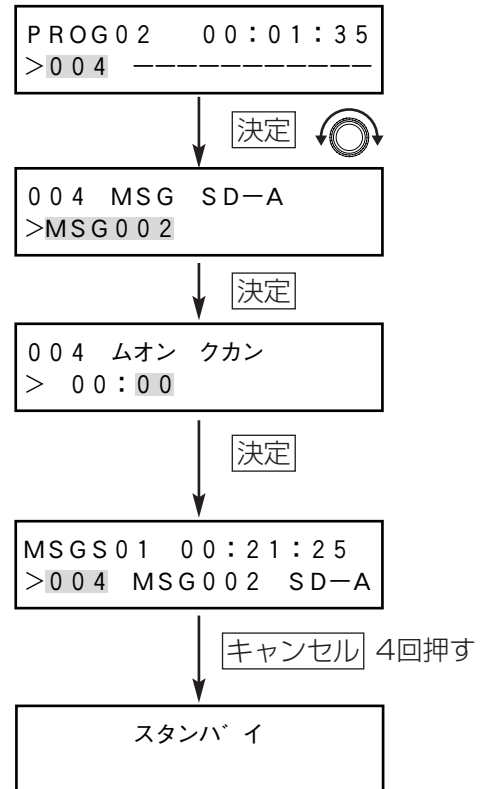 PROG02 00:01:35
>004 −−−−−−−−−−−
決定
004 MSG SD−A
>MSG002
決定
004 ムオン クカン
> 00:00
決定
MSGS01 00:21:25
>004 MSG002 SD−A
キャンセル 4回押す
スタンバ゛イ